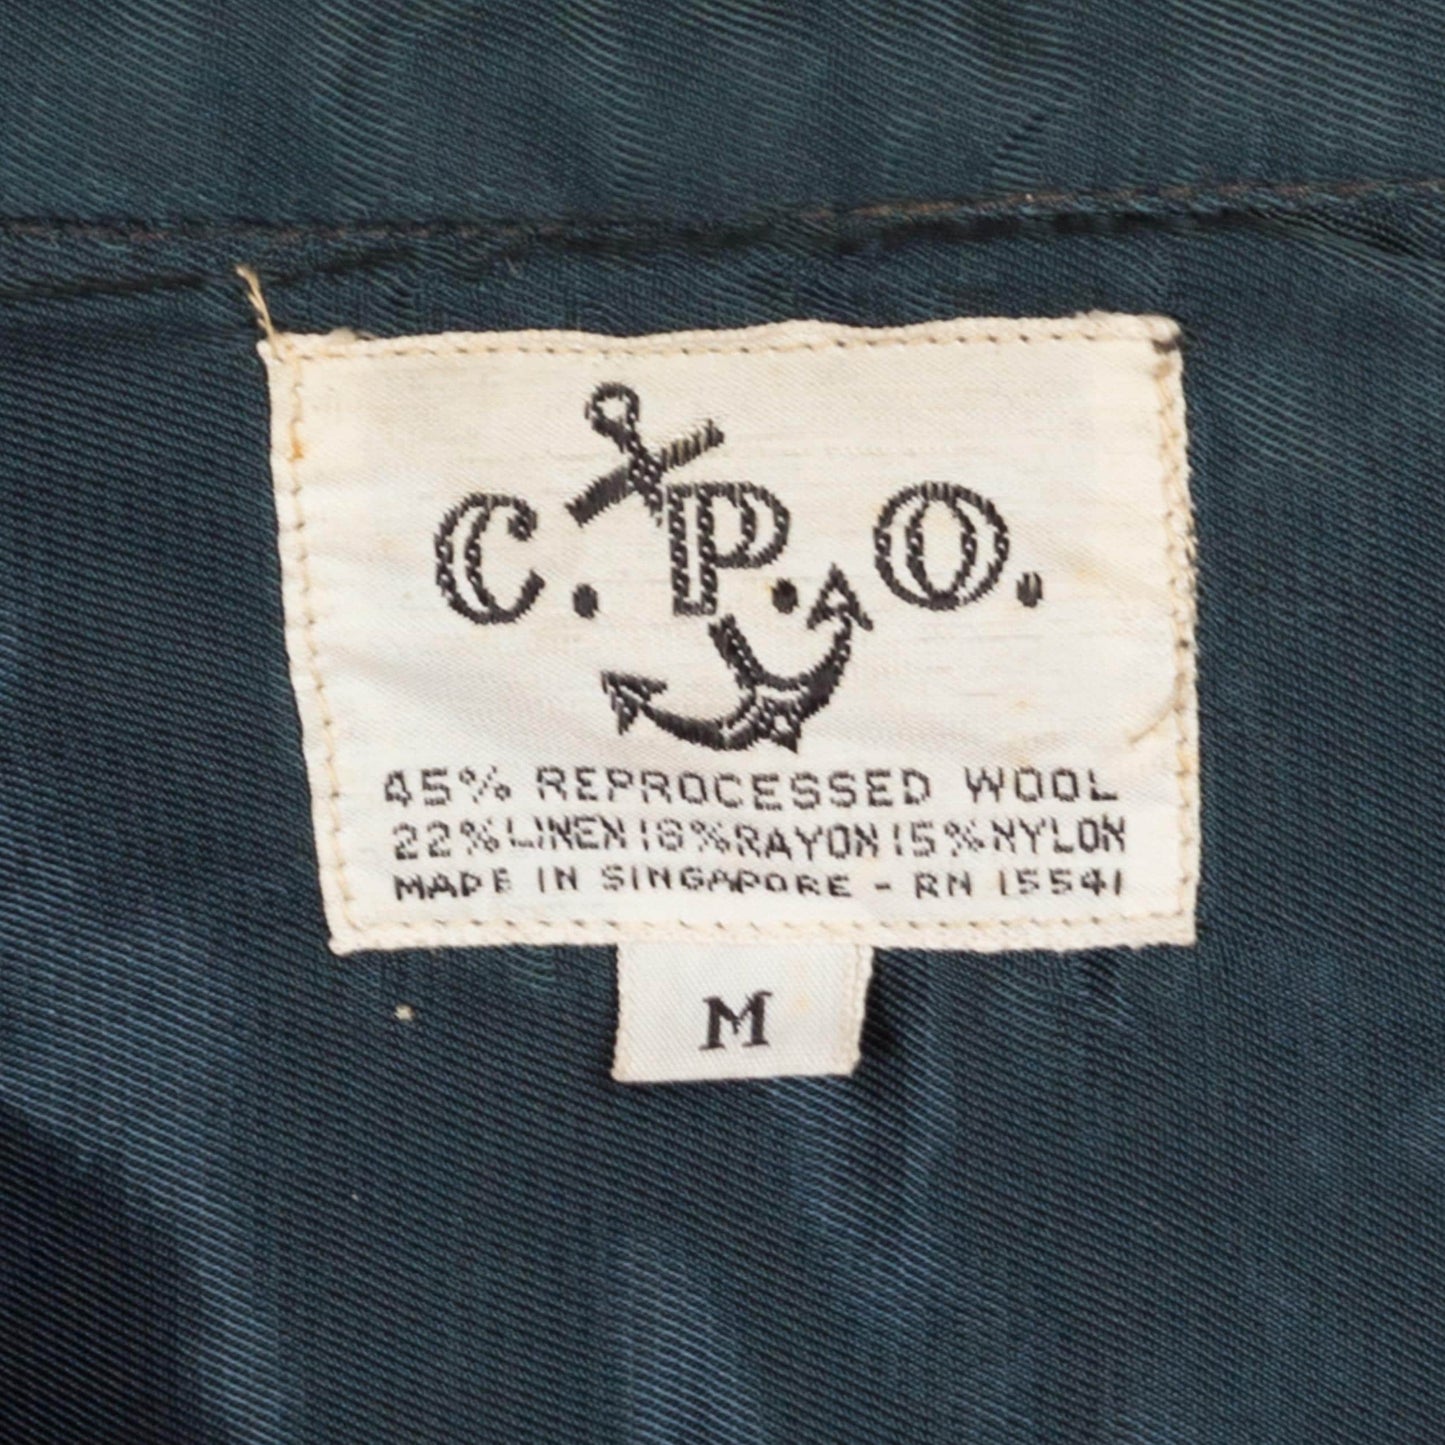 C.P.O.
45% REPROCESSED WOOL
22% LINEN 18% RAYON 15% NYLON
MADE IN SINGAPORE - RN 15541
M